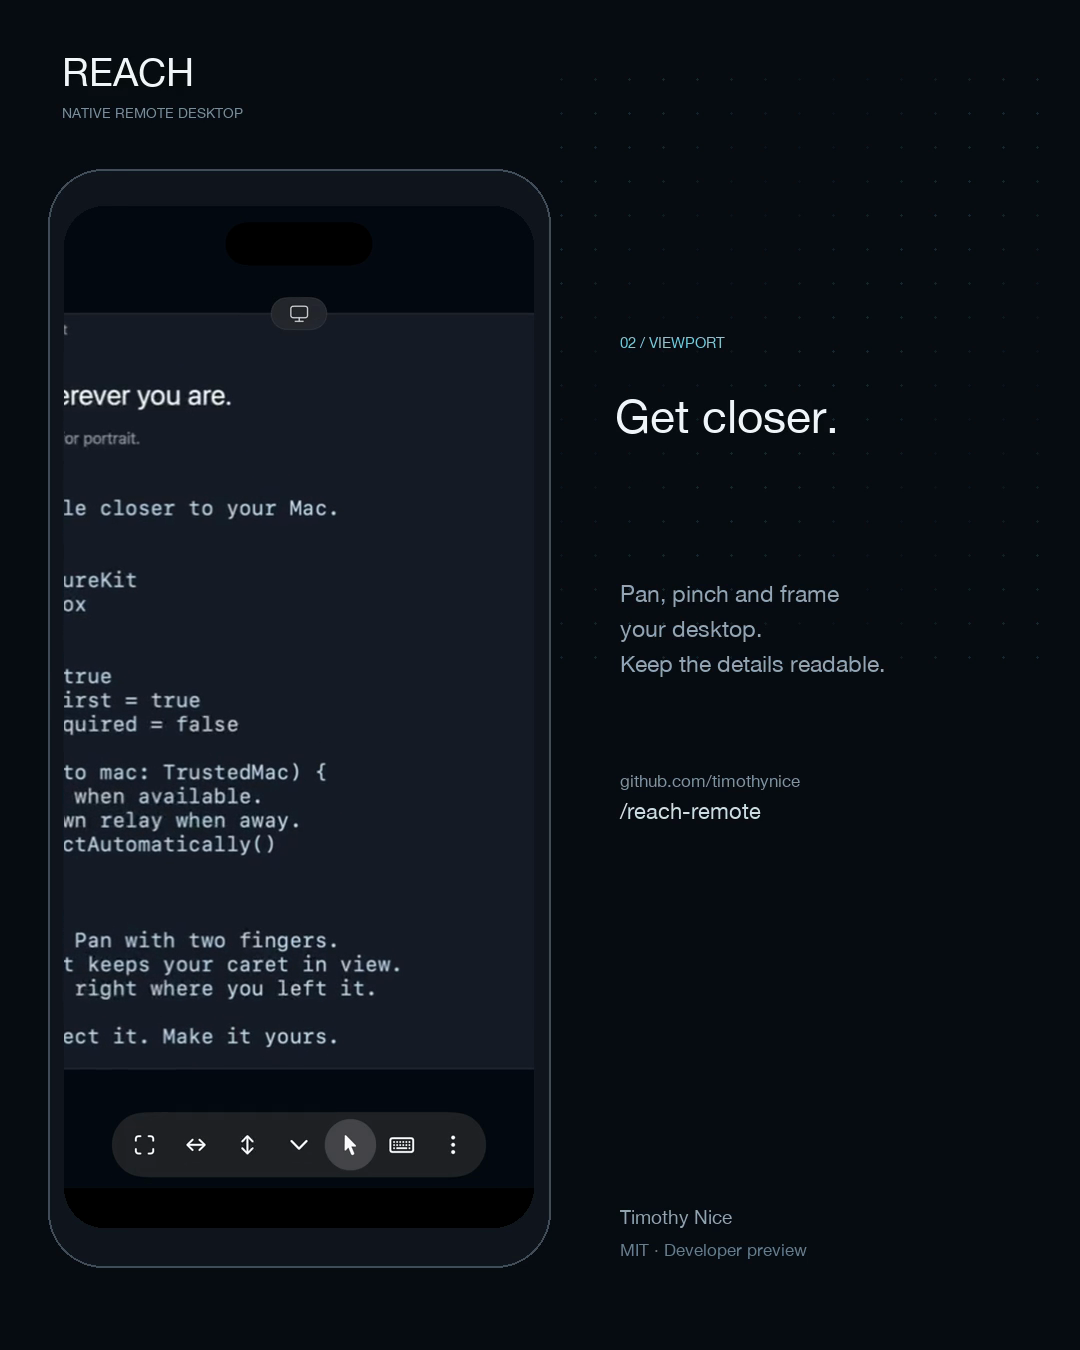 REACH
NATIVE REMOTE DESKTOP
t
erever you are.
for portrait.
le closer to your Mac.
ureKit
ox
true
irst = true
quired = false
to mac: TrustedMac) {
when available.
wn relay when away.
ctAutomatically()
Pan with two fingers.
t keeps your caret in view.
right where you left it.
ect it. Make it yours.
02 / VIEWPORT
Get closer.
Pan, pinch and frame
your desktop.
Keep the details readable.
github.com/timothynice
/reach-remote
Timothy Nice
MIT · Developer preview